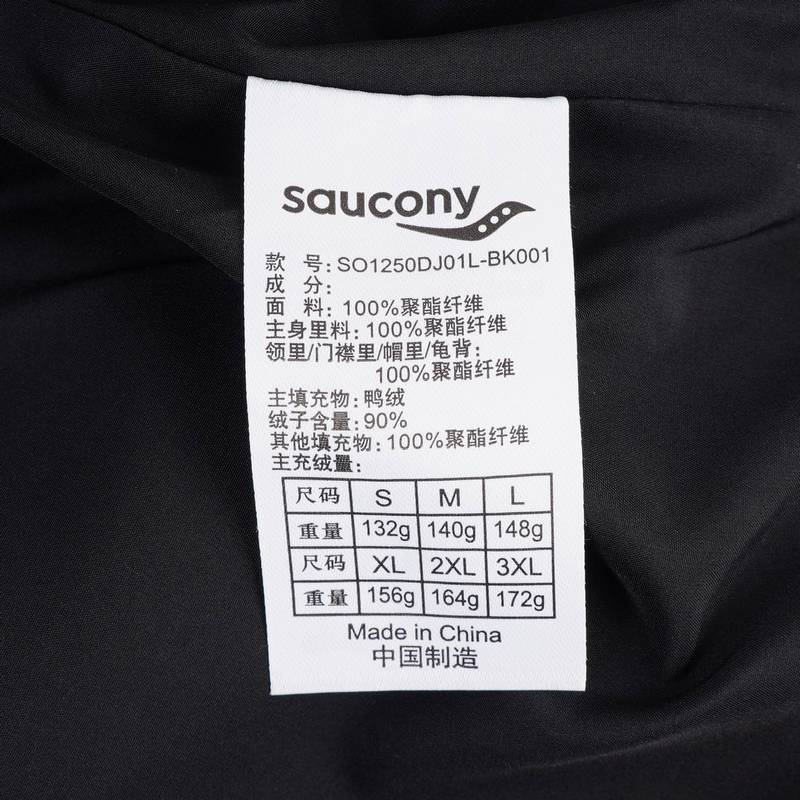 saucony
款 号: SO1250DJ01L-BK001
成 分:
面 料: 100%聚酯纤维
主身里料: 100%聚酯纤维
领里/门襟里/帽里/龟背:
100%聚酯纤维
主填充物: 鸭绒
绒子含量: 90%
其他填充物: 100%聚酯纤维
主充绒量:
尺码 S M L
重量 132g 140g 148g
尺码 XL 2XL 3XL
重量 156g 164g 172g
Made in China
中国制造